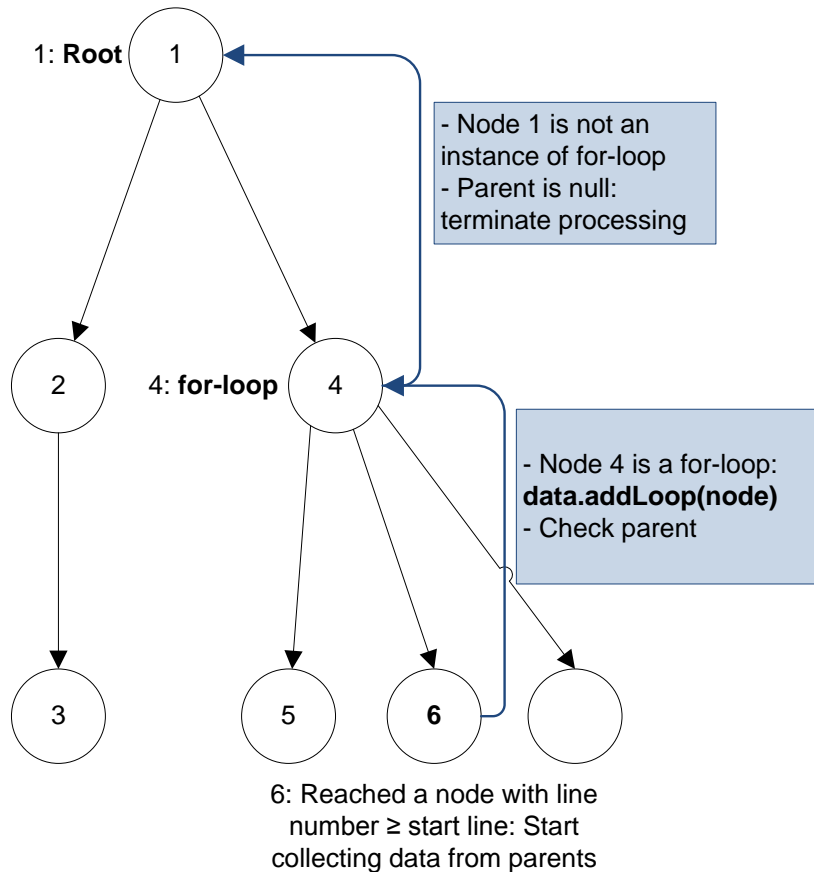 1: Root
1
- Node 1 is not an
instance of for-loop
- Parent is null:
terminate processing
2
4: for-loop
4
- Node 4 is a for-loop:
data.addLoop(node)
- Check parent
3
5
6
6: Reached a node with line
number ≥ start line: Start
collecting data from parents